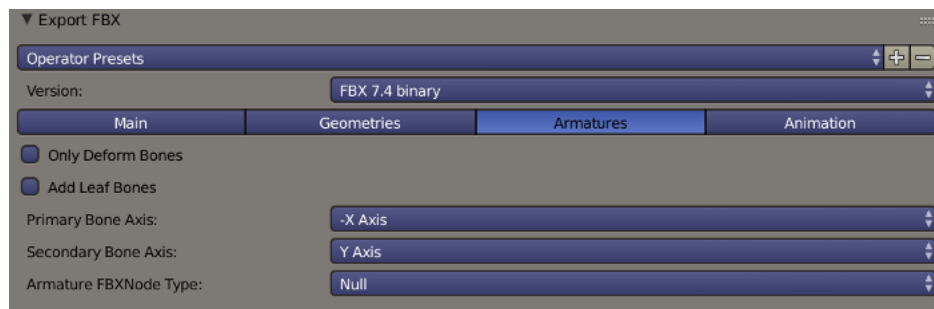 Export FBX
Operator Presets
Version: FBX 7.4 binary
Main Geometries Armatures Animation
Only Deform Bones
Add Leaf Bones
Primary Bone Axis: -X Axis
Secondary Bone Axis: Y Axis
Armature FBXNode Type: Null